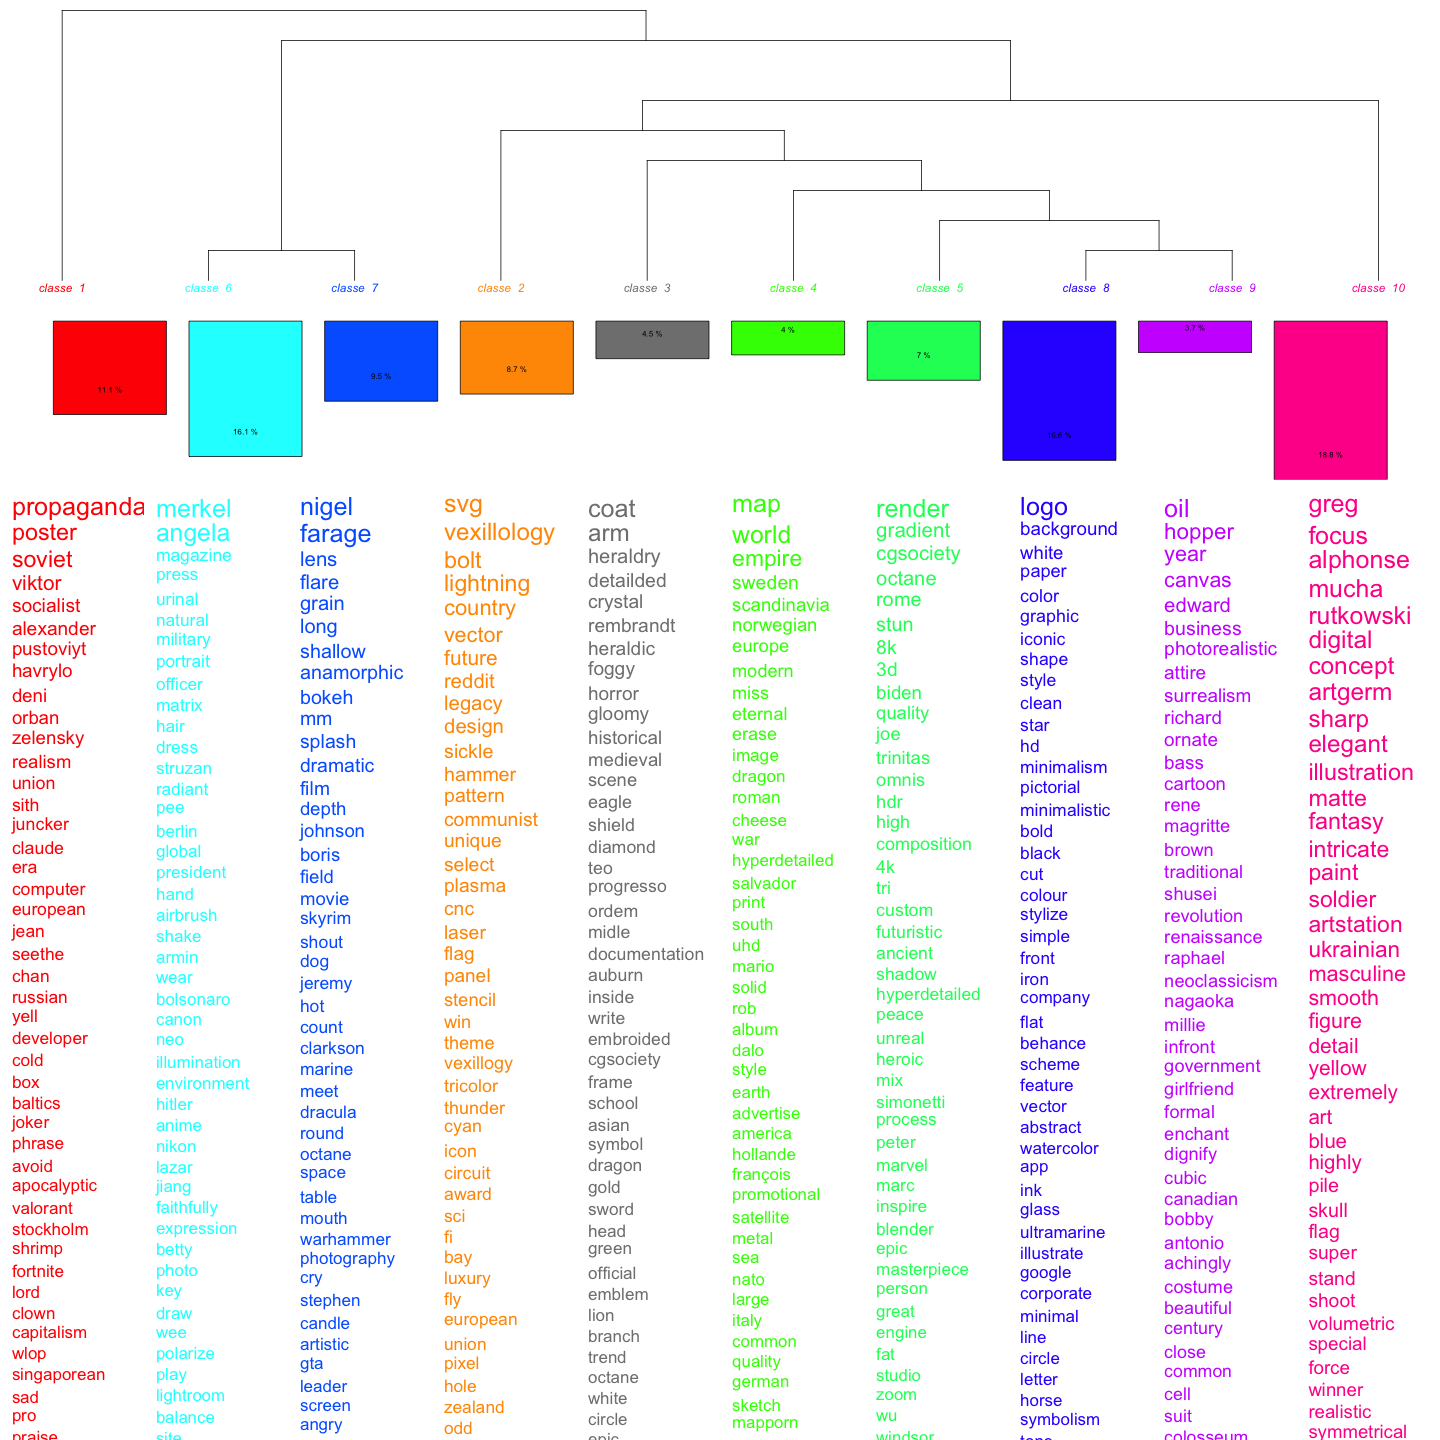 classe 1
classe 6
classe 7
classe 2
classe 3
classe 4
classe 5
classe 8
classe 9
classe 10
11.1 %
16.1 %
9.5 %
8.7 %
4.5 %
4 %
7 %
16.6 %
3.7 %
18.8 %
propaganda
poster
soviet
viktor
socialist
alexander
pustoviyt
havrylo
deni
orban
zelensky
realism
union
sith
juncker
claude
era
computer
european
jean
seethe
chan
russian
yell
developer
cold
box
baltics
joker
phrase
avoid
apocalyptic
valorant
stockholm
shrimp
fortnite
lord
clown
capitalism
wlop
singaporean
sad
pro
praise
merkel
angela
magazine
press
urinal
natural
military
portrait
officer
matrix
hair
dress
struzan
radiant
pee
berlin
global
president
hand
airbrush
shake
armin
wear
bolsonaro
canon
neo
illumination
environment
hitler
anime
nikon
lazar
jiang
faithfully
expression
betty
photo
key
draw
wee
polarize
play
lightroom
balance
site
nigel
farage
lens
flare
grain
long
shallow
anamorphic
bokeh
mm
splash
dramatic
film
depth
johnson
boris
field
movie
skyrim
shout
dog
jeremy
hot
count
clarkson
marine
meet
dracula
round
octane
space
table
mouth
warhammer
photography
cry
stephen
candle
artistic
gta
leader
screen
angry
svg
vexillology
bolt
lightning
country
vector
future
reddit
legacy
design
sickle
hammer
pattern
communist
unique
select
plasma
cnc
laser
flag
panel
stencil
win
theme
vexillogy
tricolor
thunder
cyan
icon
circuit
award
sci
fi
bay
luxury
fly
european
union
pixel
hole
zealand
odd
coat
arm
heraldry
detailded
crystal
rembrandt
heraldic
foggy
horror
gloomy
historical
medieval
scene
eagle
shield
diamond
teo
progresso
ordem
midle
documentation
auburn
inside
write
embroided
cgsociety
frame
school
asian
symbol
dragon
gold
sword
head
green
official
emblem
lion
branch
trend
octane
white
circle
epic
map
world
empire
sweden
scandinavia
norwegian
europe
modern
miss
eternal
erase
image
dragon
roman
cheese
war
hyperdetailed
salvador
print
south
uhd
mario
solid
rob
album
dalo
style
earth
advertise
america
hollande
françois
promotional
satellite
metal
sea
nato
large
italy
common
quality
german
sketch
mapporn
render
gradient
cgsociety
octane
rome
stun
8k
3d
biden
quality
joe
trinitas
omnis
hdr
high
composition
4k
tri
custom
futuristic
ancient
shadow
hyperdetailed
peace
unreal
heroic
mix
simonetti
process
peter
marvel
marc
inspire
blender
epic
masterpiece
person
great
engine
fat
studio
zoom
wu
windsor
logo
background
white
paper
color
graphic
iconic
shape
style
clean
star
hd
minimalism
pictorial
minimalistic
bold
black
cut
colour
stylize
simple
front
iron
company
flat
behance
scheme
feature
vector
abstract
watercolor
app
ink
glass
ultramarine
illustrate
google
corporate
minimal
line
circle
letter
horse
symbolism
oil
hopper
year
canvas
edward
business
photorealistic
attire
surrealism
richard
ornate
bass
cartoon
rene
magritte
brown
traditional
shusei
revolution
renaissance
raphael
neoclassicism
nagaoka
millie
infront
government
girlfriend
formal
enchant
dignify
cubic
canadian
bobby
antonio
achingly
costume
beautiful
century
close
common
cell
suit
colosseum
greg
focus
alphonse
mucha
rutkowski
digital
concept
artgerm
sharp
elegant
illustration
matte
fantasy
intricate
paint
soldier
artstation
ukrainian
masculine
smooth
figure
detail
yellow
extremely
art
blue
highly
pile
skull
flag
super
stand
shoot
volumetric
special
force
winner
realistic
symmetrical